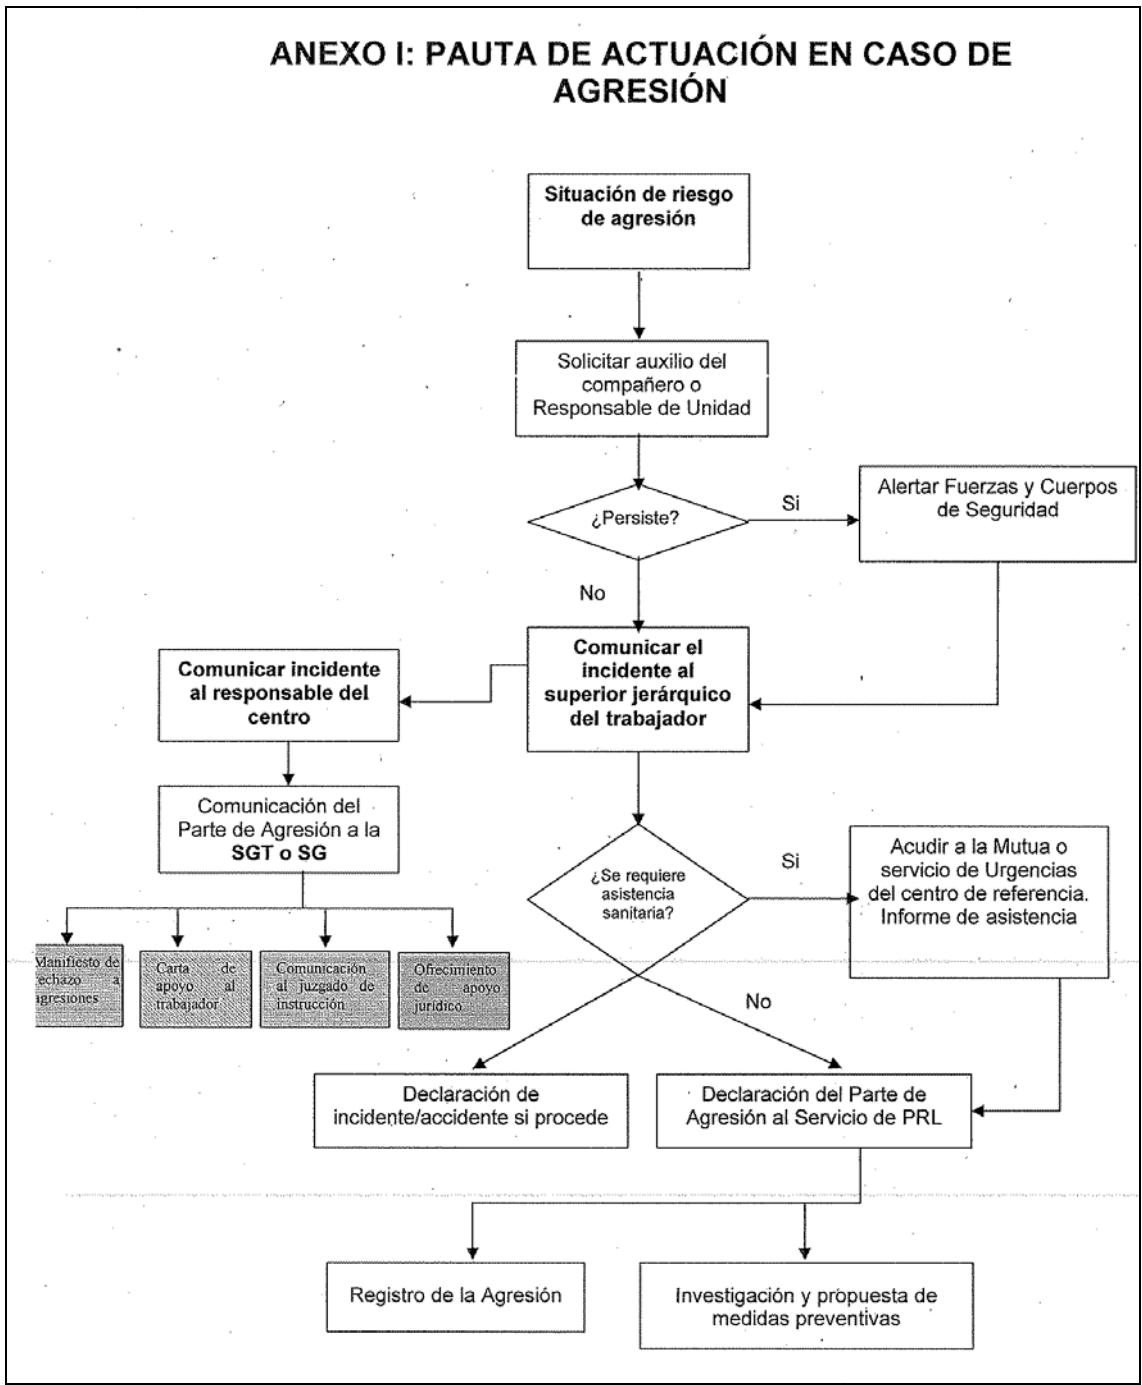 ANEXO I: PAUTA DE ACTUACIÓN EN CASO DE
AGRESIÓN
Situación de riesgo
de agresión
Solicitar auxilio del
compañero o
Responsable de Unidad
¿Persiste?
Si
Alertar Fuerzas y Cuerpos
de Seguridad
No
Comunicar el
incidente al
superior jerárquico
del trabajador
Comunicar incidente
al responsable del
centro
Comunicación del
Parte de Agresión a la
SGT o SG
Manifiesto de
echazo a
agresiones
Carta de
apoyo al
trabajador
Comunicación
al juzgado de
instrucción
Ofrecimiento
de apoyo
jurídico
¿Se requiere
asistencia
sanitaria?
Si
Acudir a la Mutua o
servicio de Urgencias
del centro de referencia.
Informe de asistencia
No
Declaración de
incidente/accidente si procede
Declaración del Parte de
Agresión al Servicio de PRL
Registro de la Agresión
Investigación y propuesta de
medidas preventivas